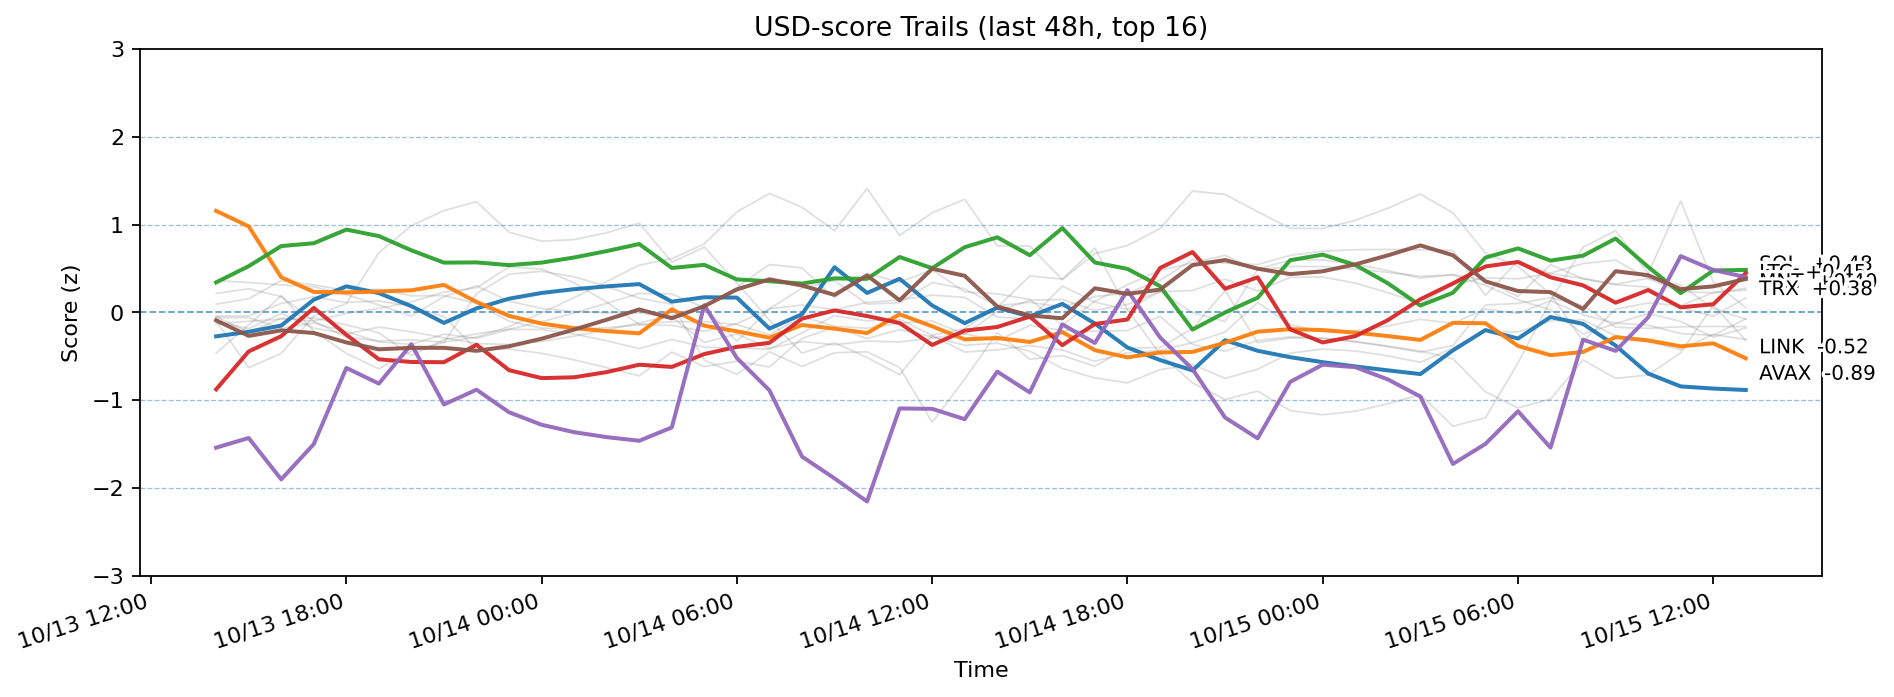 USD-score Trails (last 48h, top 16)
Score (z)
3
2
1
0
−1
−2
−3
TRX +0.38
LINK -0.52
AVAX -0.89
10/13 12:00
10/13 18:00
10/14 00:00
10/14 06:00
10/14 12:00
10/14 18:00
10/15 00:00
10/15 06:00
10/15 12:00
Time